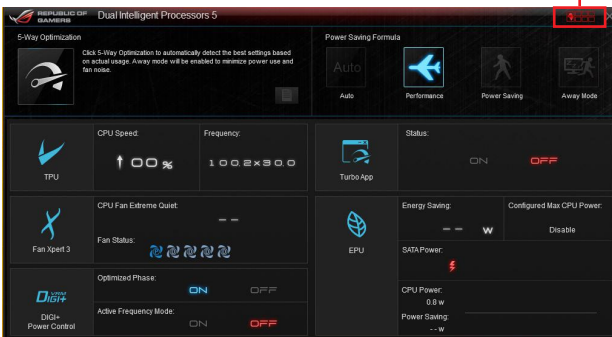 REPUBLIC OF
GAMERS
Dual Intelligent Processors 5
5-Way Optimization
Click 5-Way Optimization to automatically detect the best settings based
on actual usage. Away mode will be enabled to minimize power use and
fan noise.
Power Saving Formula
Auto
Auto
Performance
Power Saving
Away Mode
TPU
CPU Speed:
↑00%
Frequency:
100.2×30.0
Turbo App
Status:
ON OFF
Fan Xpert 3
CPU Fan Extreme Quiet:
--
Fan Status:
EPU
Energy Saving:
-- w
Configured Max CPU Power:
Disable
SATA Power:
CPU Power:
0.8 w
Power Saving:
-- w
DIGI+ VRM
DIGI+
Power Control
Optimized Phase:
ON OFF
Active Frequency Mode:
ON OFF